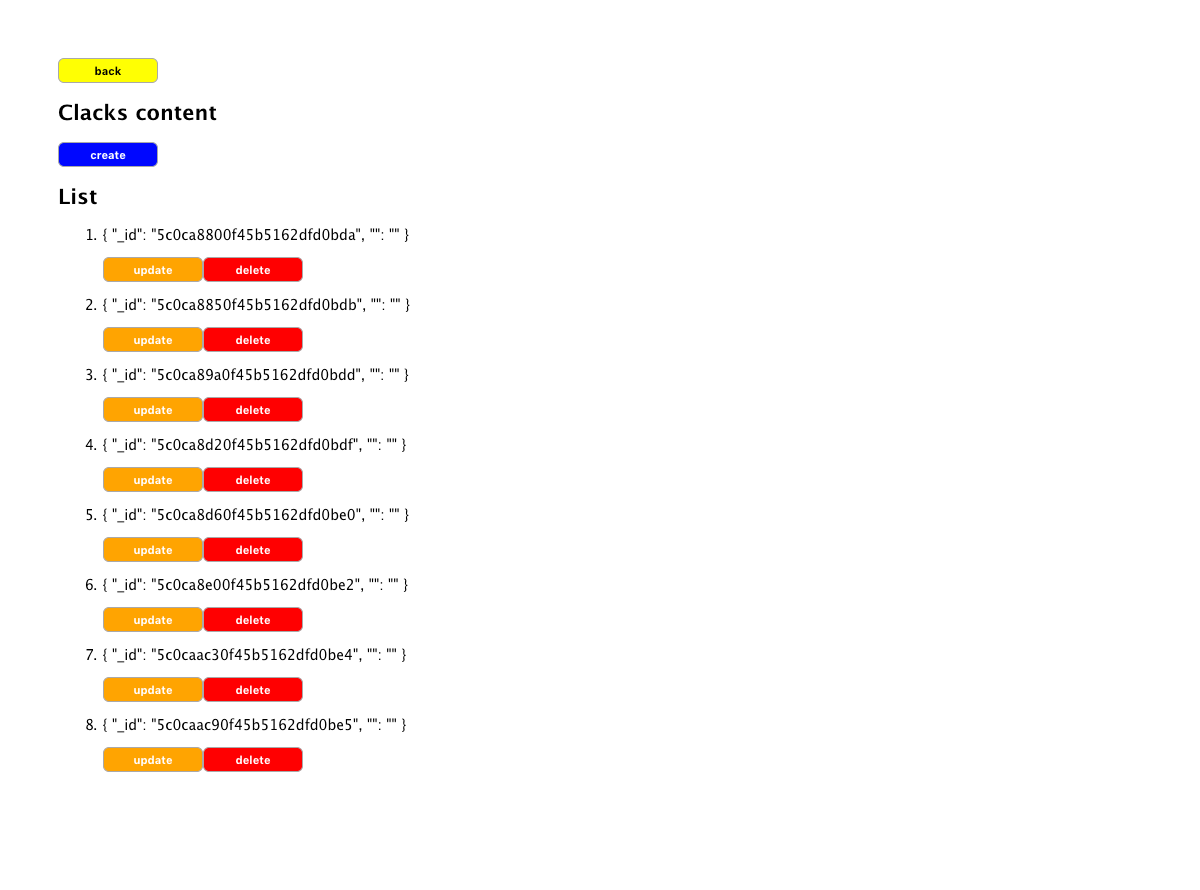 back
Clacks content
create
List
1. { "_id": "5c0ca8800f45b5162dfd0bda", "": "" }
update delete
2. { "_id": "5c0ca8850f45b5162dfd0bdb", "": "" }
update delete
3. { "_id": "5c0ca89a0f45b5162dfd0bdd", "": "" }
update delete
4. { "_id": "5c0ca8d20f45b5162dfd0bdf", "": "" }
update delete
5. { "_id": "5c0ca8d60f45b5162dfd0be0", "": "" }
update delete
6. { "_id": "5c0ca8e00f45b5162dfd0be2", "": "" }
update delete
7. { "_id": "5c0caac30f45b5162dfd0be4", "": "" }
update delete
8. { "_id": "5c0caac90f45b5162dfd0be5", "": "" }
update delete